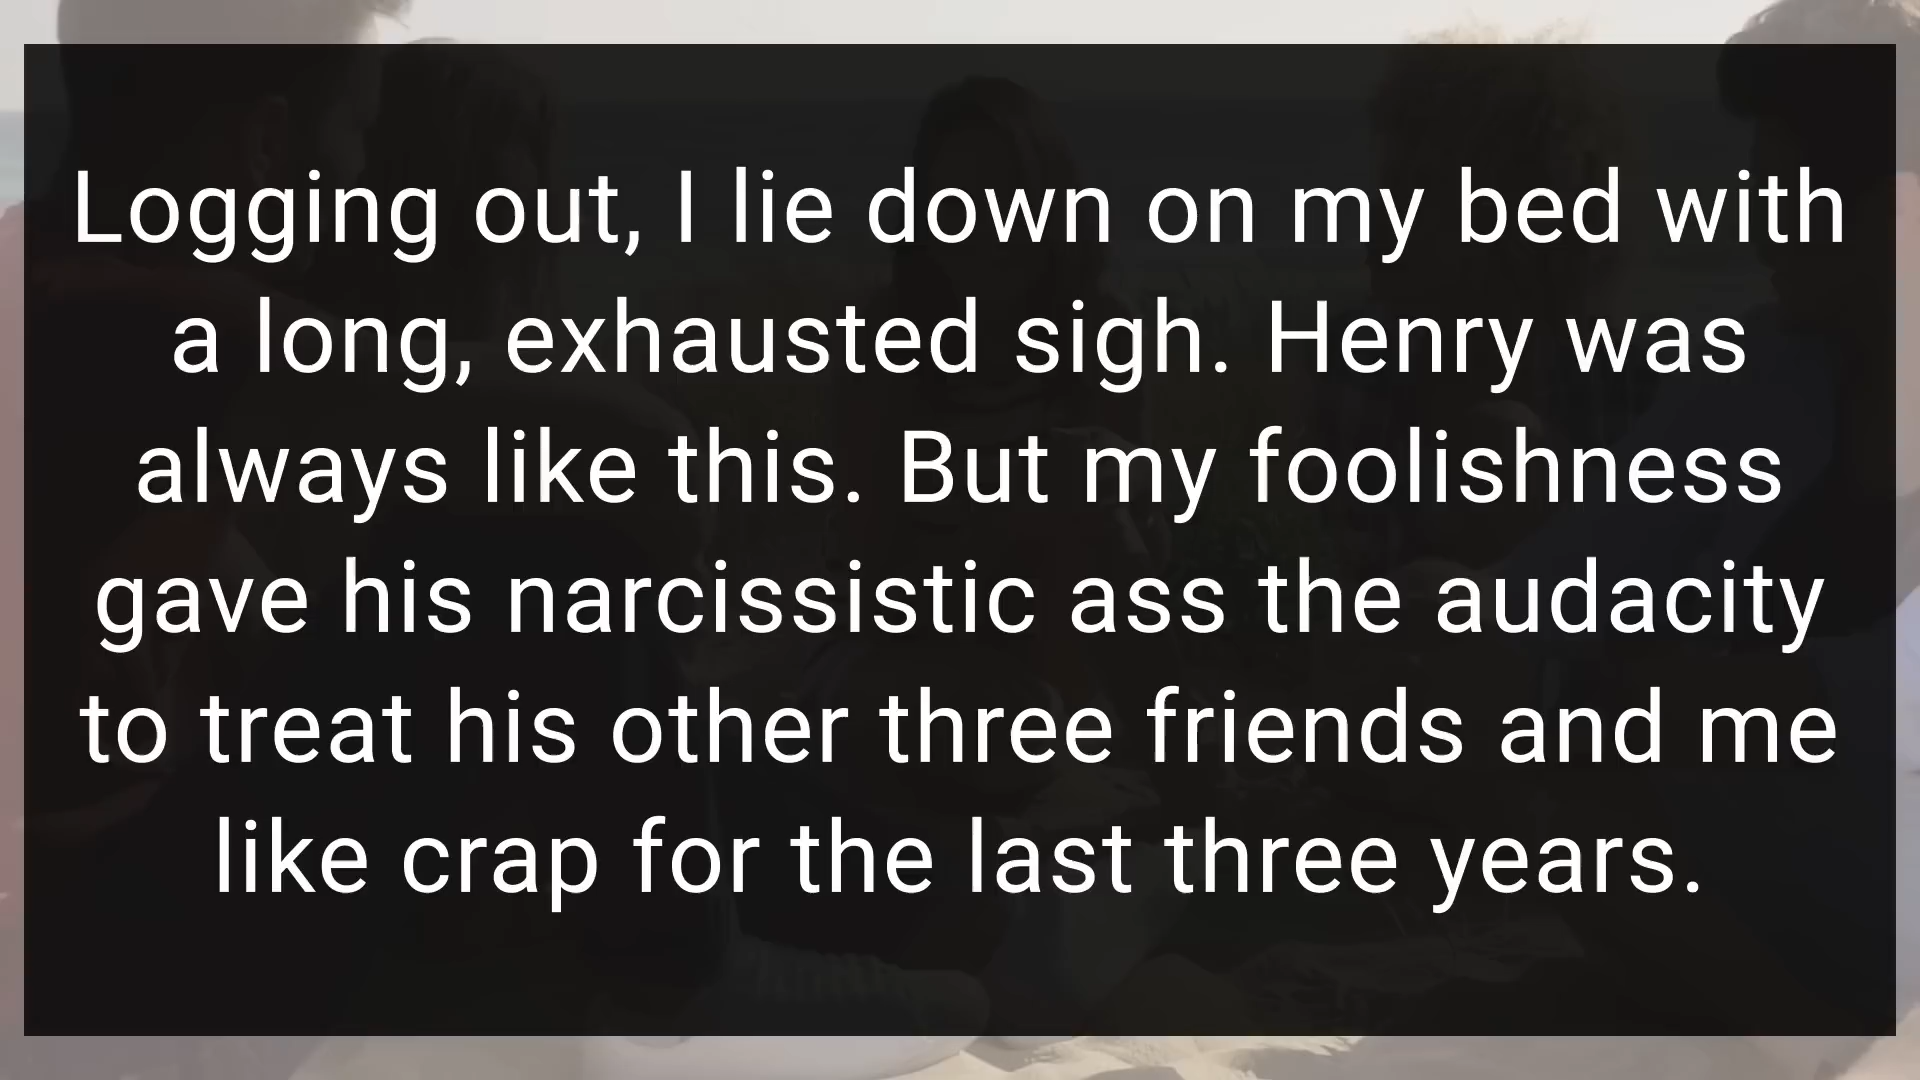 Logging out, I lie down on my bed with
a long, exhausted sigh. Henry was
always like this. But my foolishness
gave his narcissistic ass the audacity
to treat his other three friends and me
like crap for the last three years.